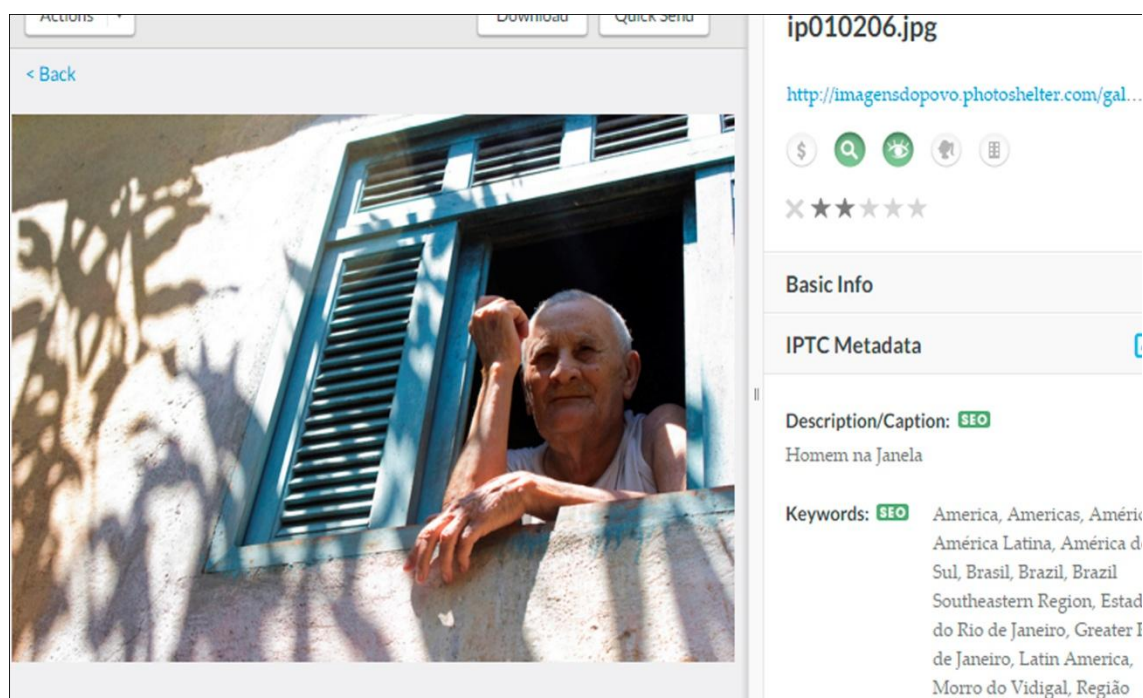 Actions
Download
Quick Send
< Back
ip010206.jpg
http://imagensdopovo.photoshelter.com/gal...
Basic Info
IPTC Metadata
Description/Caption: SEO
Homem na Janela
Keywords: SEO
America, Americas,
América Latina, América
Sul, Brasil, Brazil, Brazil
Southeastern Region,
do Rio de Janeiro, Greater
de Janeiro, Latin America,
Morro do Vidigal, Região